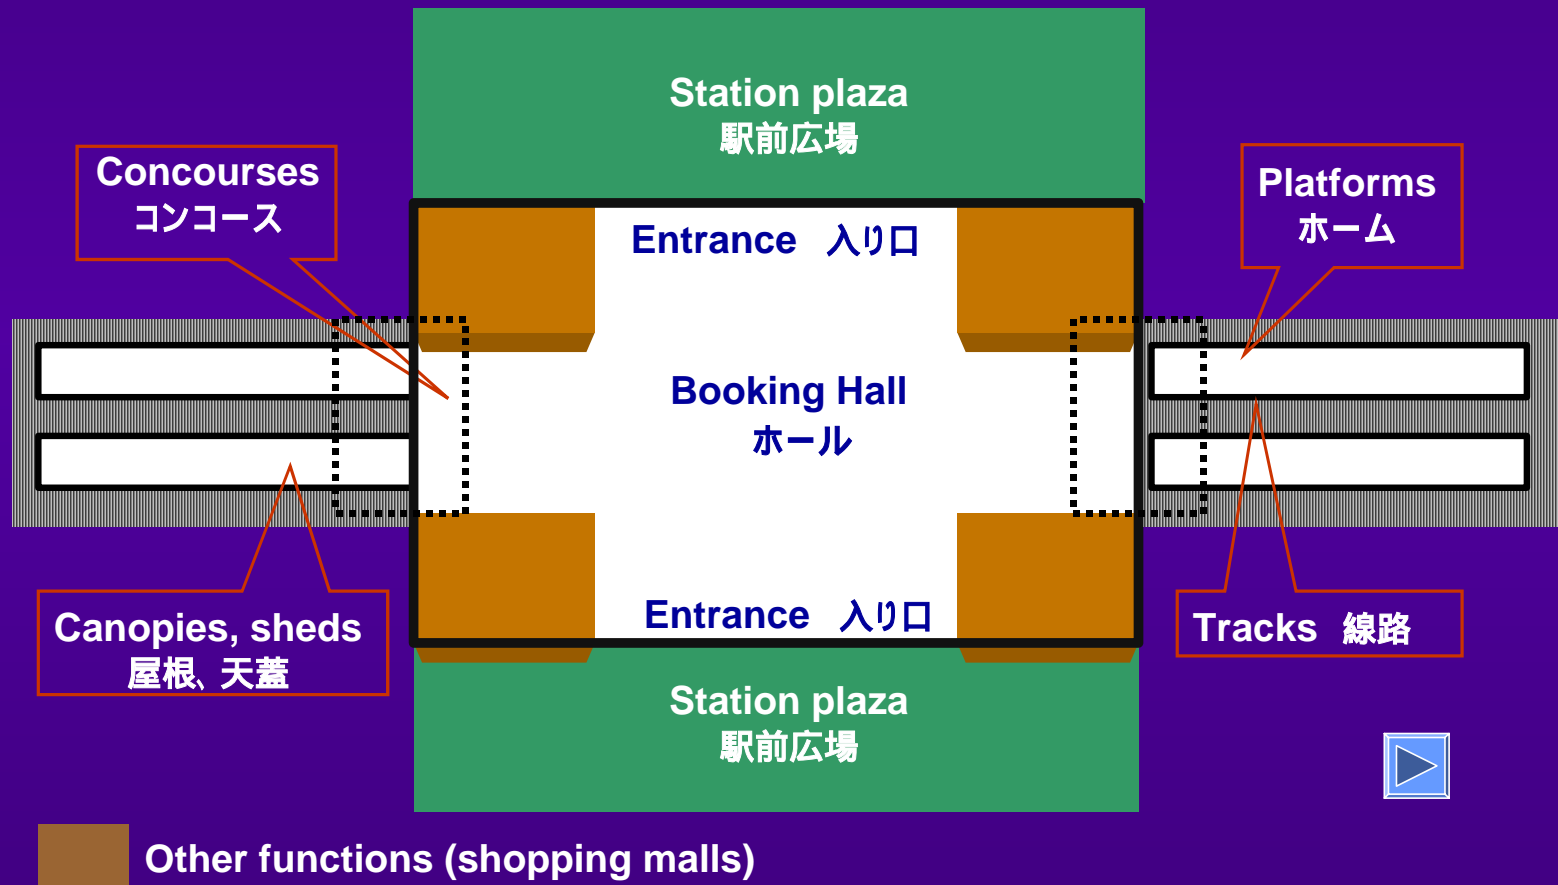 Station plaza
駅前広場
Concourses
コンコース
Platforms
ホーム
Entrance 入り口
Booking Hall
ホール
Entrance 入り口
Canopies, sheds
屋根、天蓋
Tracks 線路
Station plaza
駅前広場
Other functions (shopping malls)